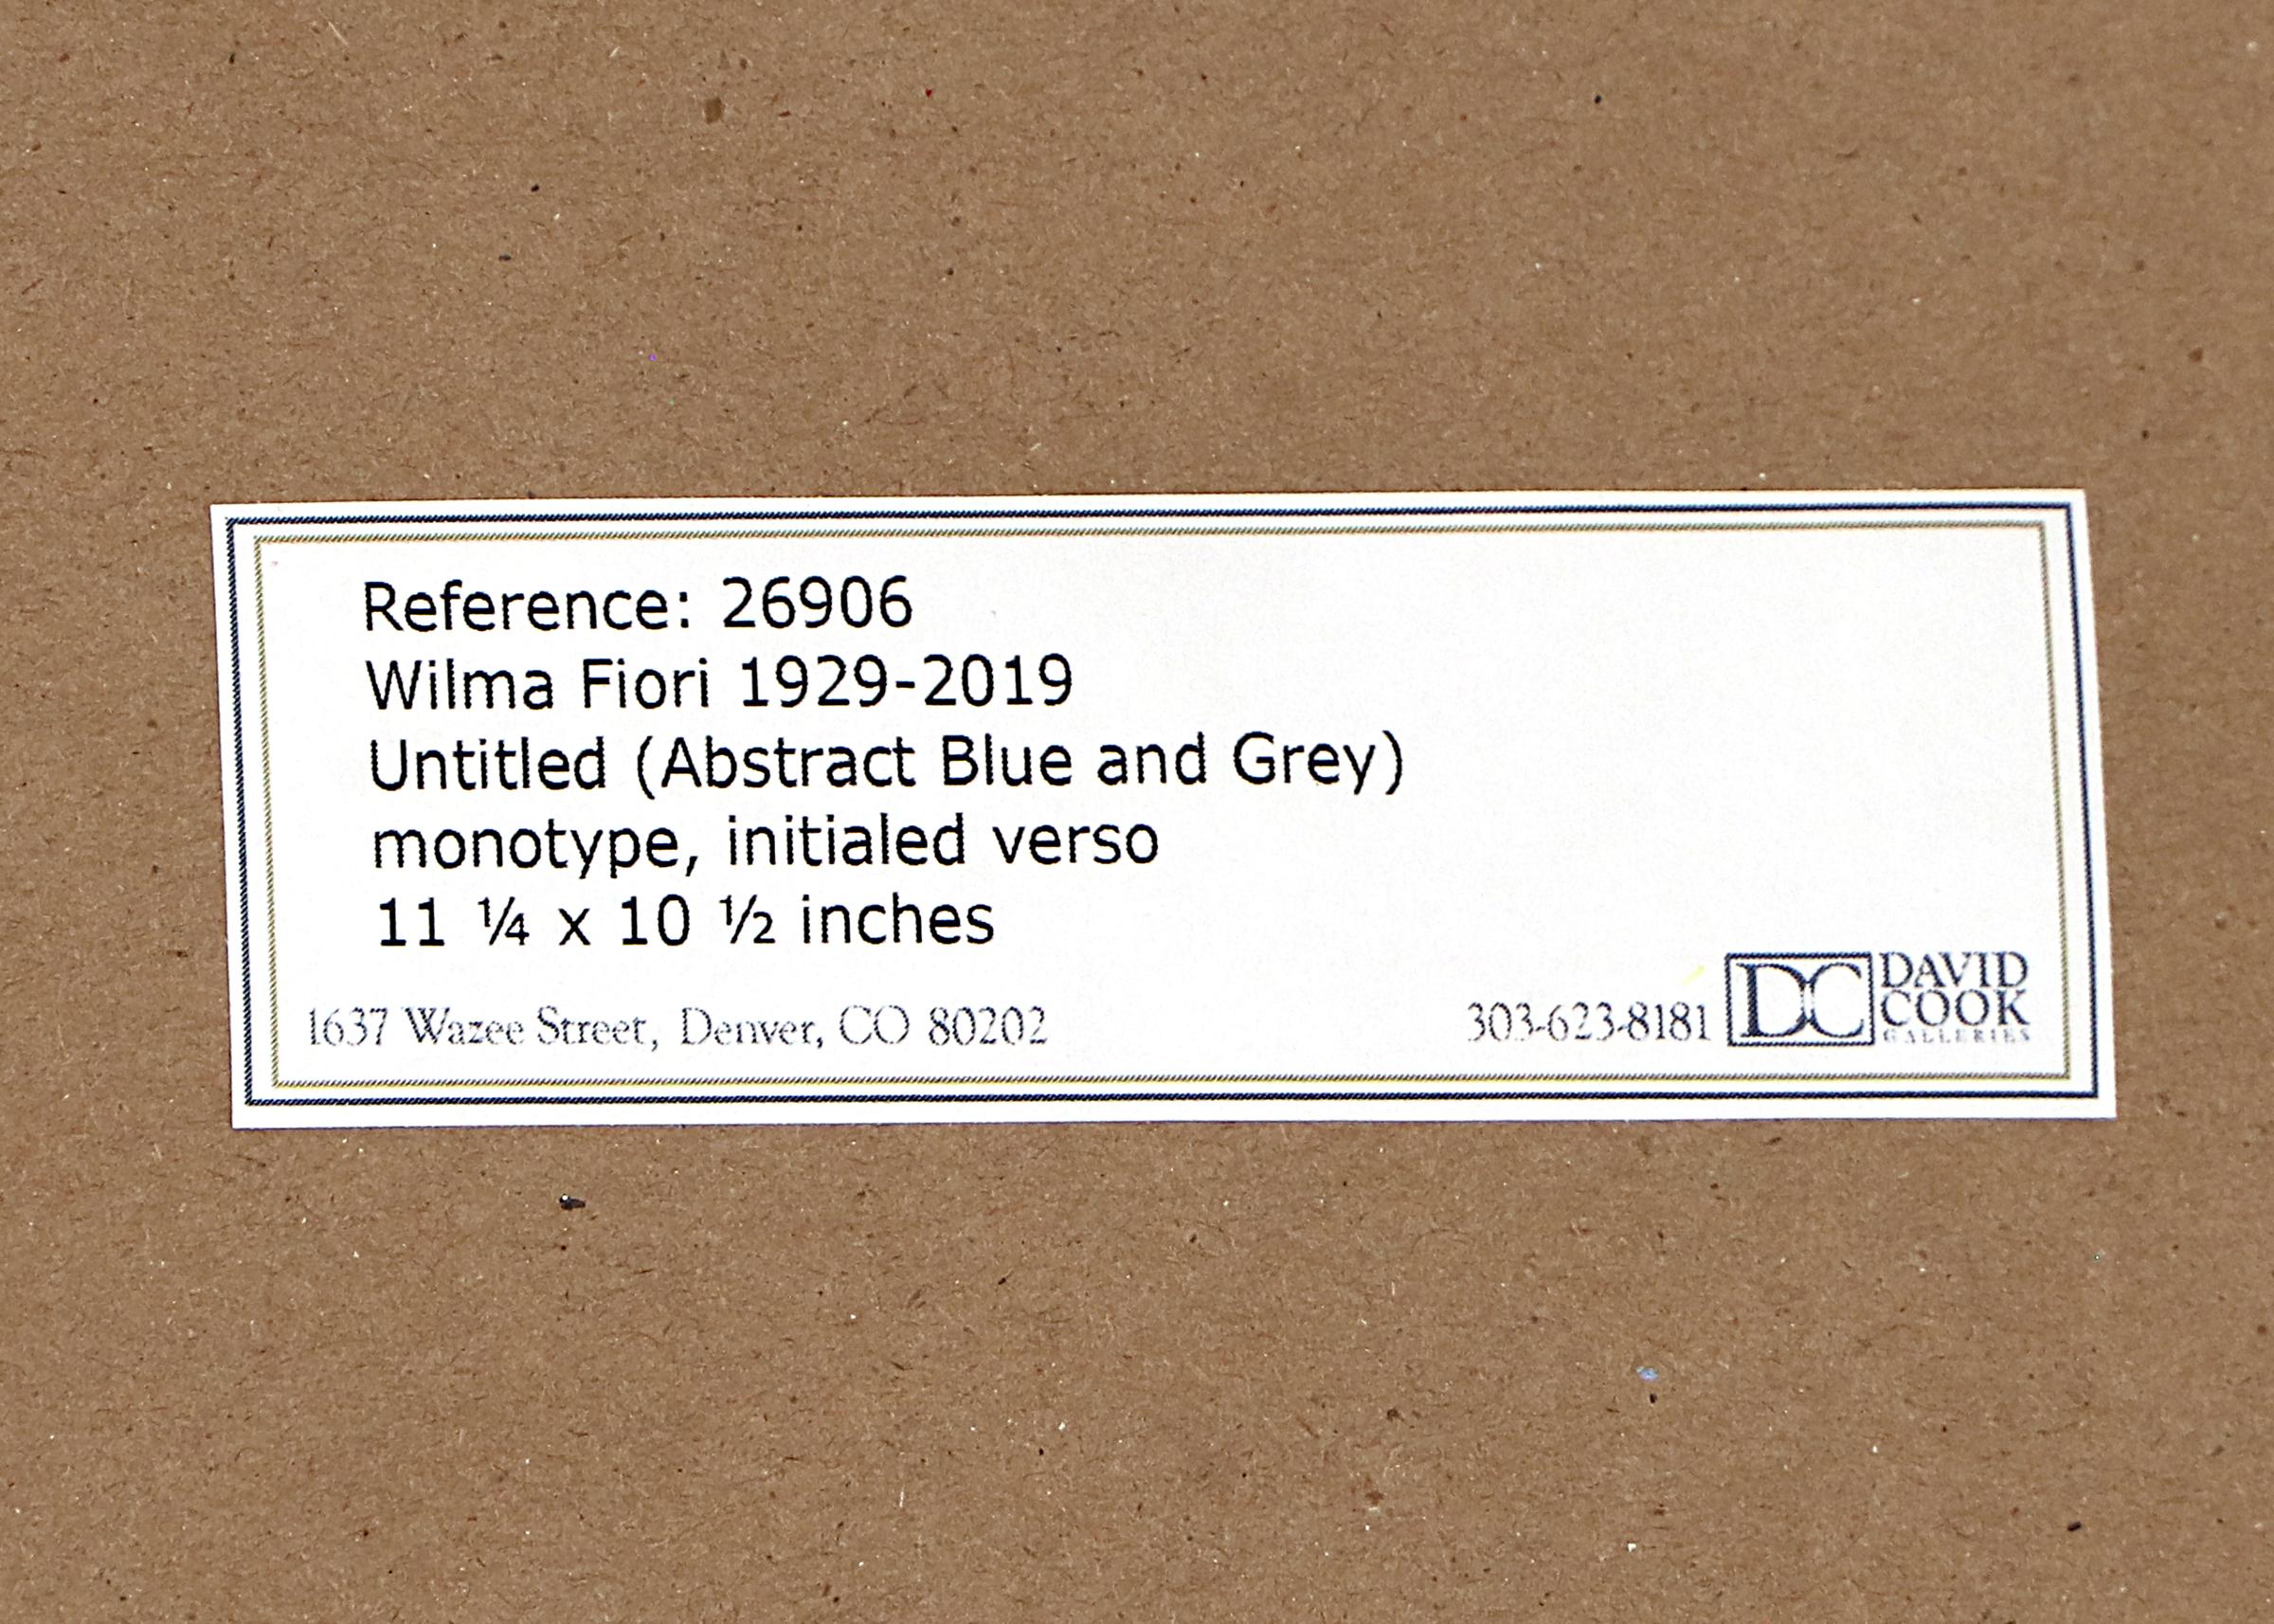 Reference: 26906
Wilma Fiori 1929-2019
Untitled (Abstract Blue and Grey)
monotype, initialed verso
11 ¼ x 10 ½ inches
1637 Wazee Street, Denver, CO 80202
303-623-8181
DC
DAVID
COOK
GALLERIES